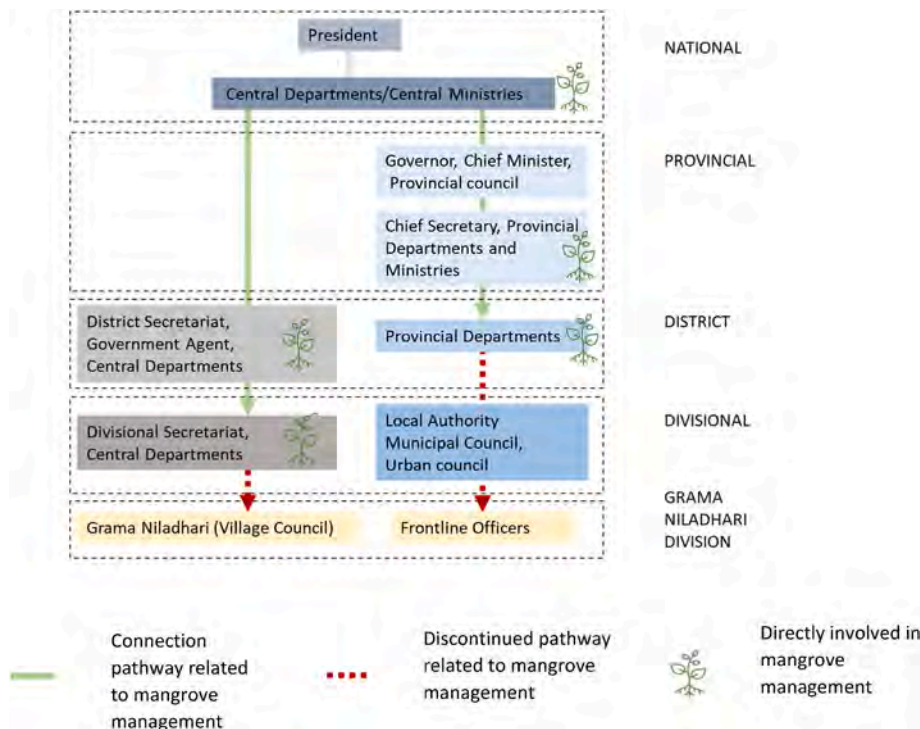 President
NATIONAL
Central Departments/Central Ministries
Governor, Chief Minister,
Provincial council
PROVINCIAL
Chief Secretary, Provincial
Departments and
Ministries
District Secretariat,
Government Agent,
Central Departments
Provincial Departments
DISTRICT
Divisional Secretariat,
Central Departments
Local Authority
Municipal Council,
Urban council
DIVISIONAL
Grama Niladhari (Village Council)
Frontline Officers
GRAMA
NILADHARI
DIVISION
Connection
pathway related
to mangrove
management
Discontinued pathway
related to mangrove
management
Directly involved in
mangrove
management